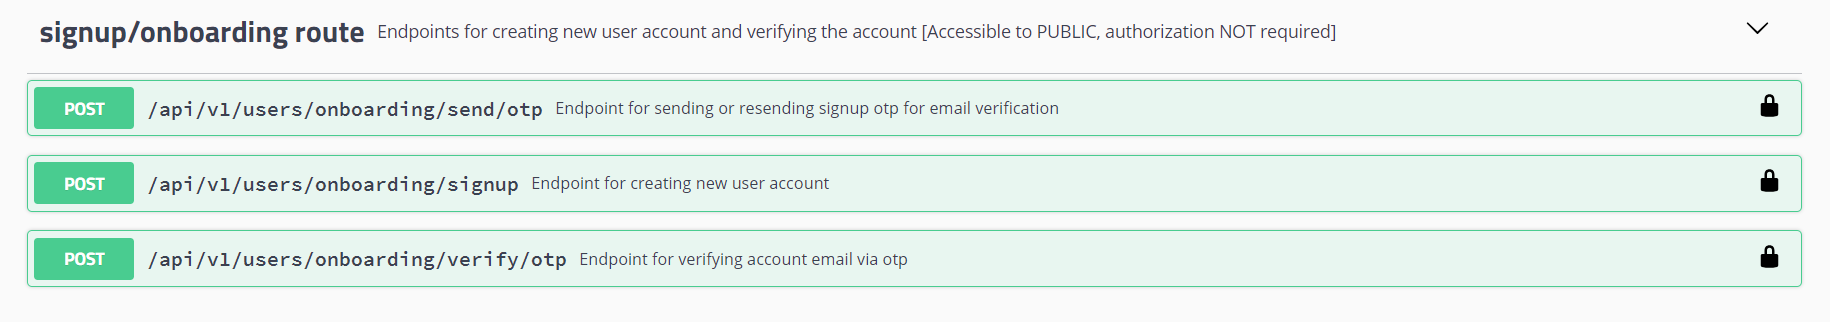 signup/onboarding route Endpoints for creating new user account and verifying the account [Accessible to PUBLIC, authorization NOT required]
POST /api/v1/users/onboarding/send/otp Endpoint for sending or resending signup otp for email verification
POST /api/v1/users/onboarding/signup Endpoint for creating new user account
POST /api/v1/users/onboarding/verify/otp Endpoint for verifying account email via otp